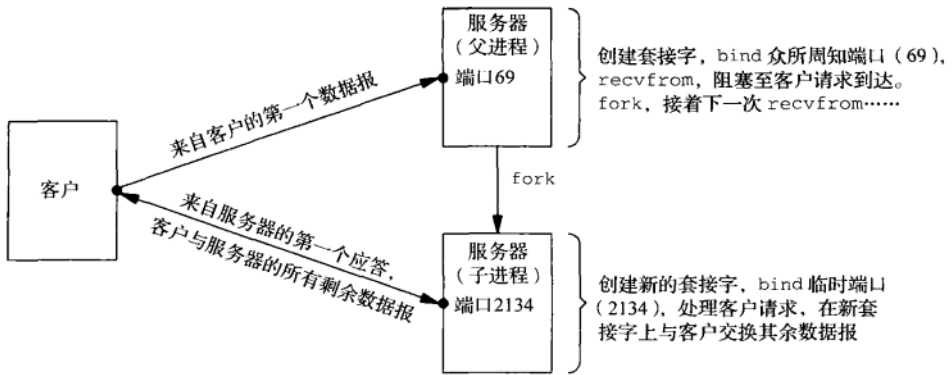 服务器
（父进程）
端口69
创建套接字，bind 众所周知端口（69），
recvfrom，阻塞至客户请求到达。
fork，接着下一次 recvfrom……
来自客户的第一个数据报
客户
fork
来自服务器的第一个应答，
客户与服务器的所有剩余数据报
服务器
（子进程）
端口2134
创建新的套接字，bind 临时端口
（2134），处理客户请求，在新套
接字上与客户交换其余数据报